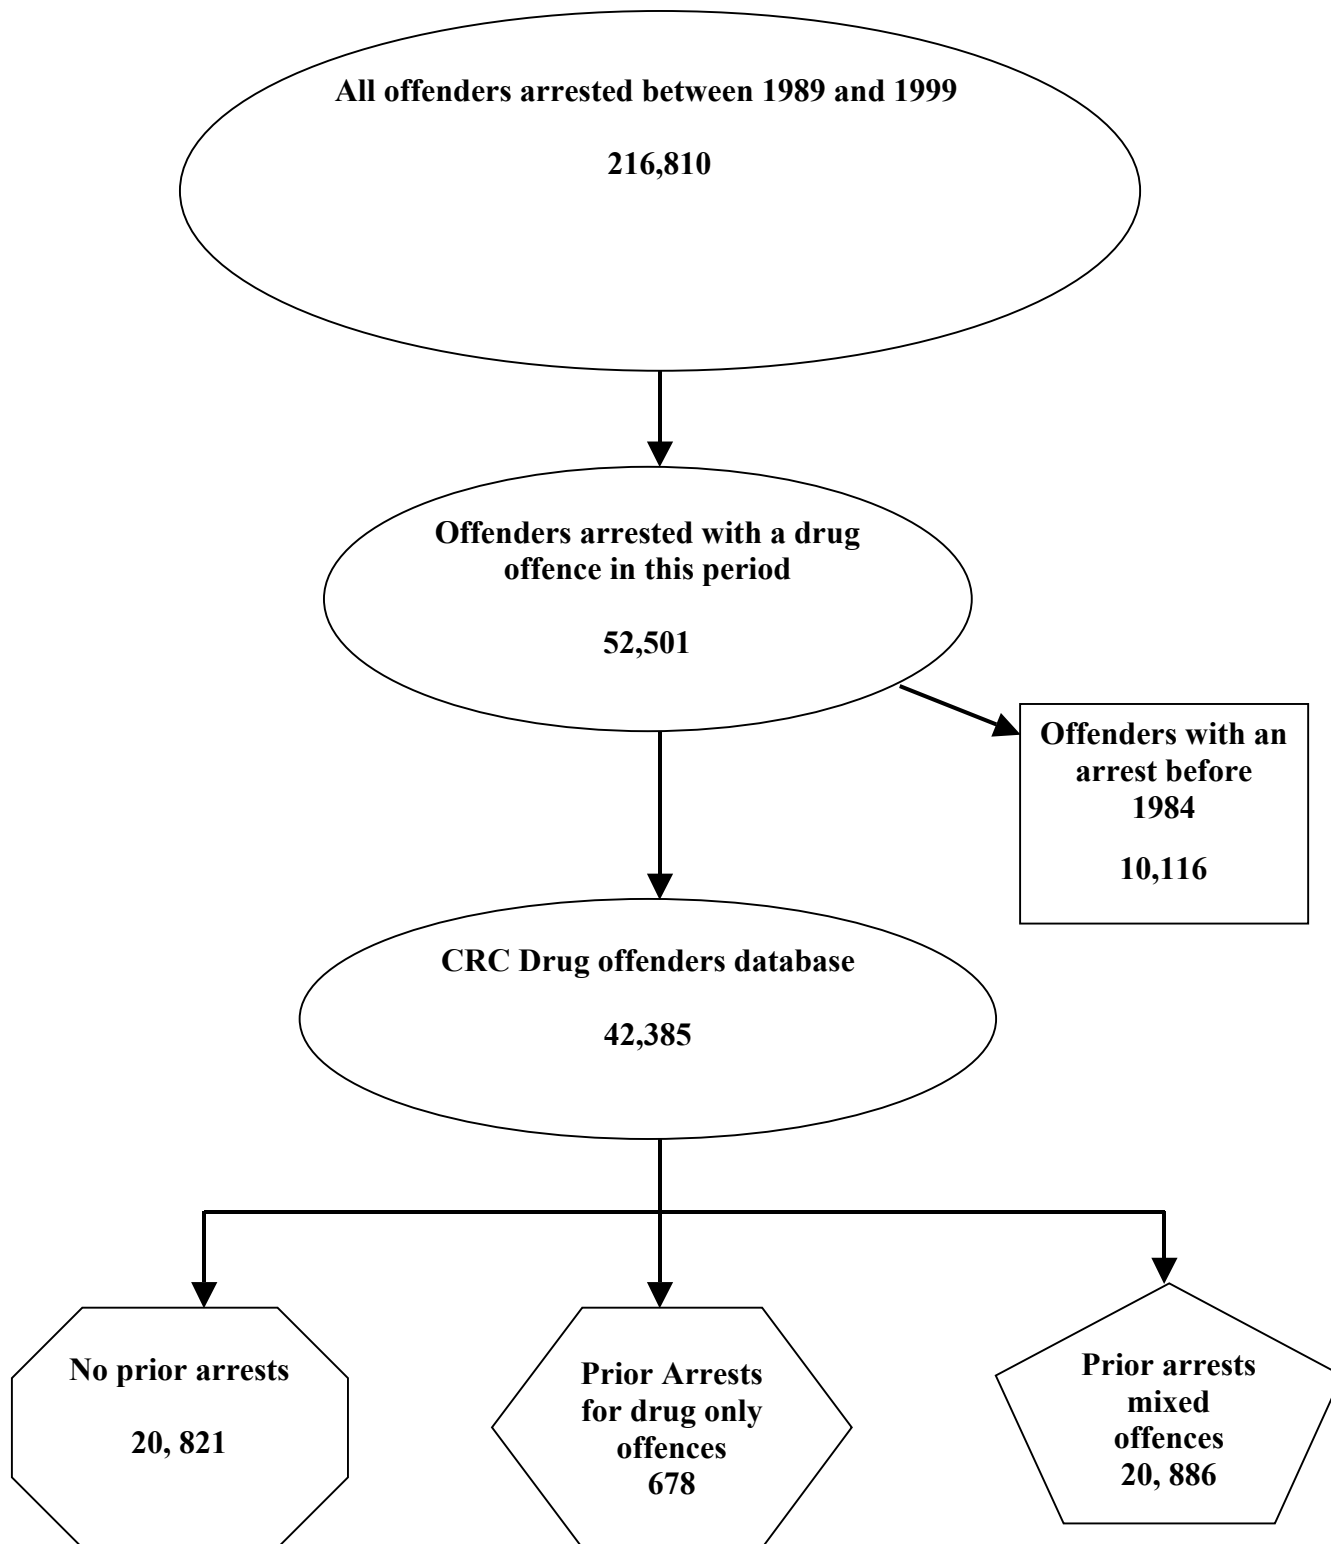 All offenders arrested between 1989 and 1999
216,810
Offenders arrested with a drug
offence in this period
52,501
Offenders with an
arrest before
1984
10,116
CRC Drug offenders database
42,385
No prior arrests
20, 821
Prior Arrests
for drug only
offences
678
Prior arrests
mixed
offences
20, 886